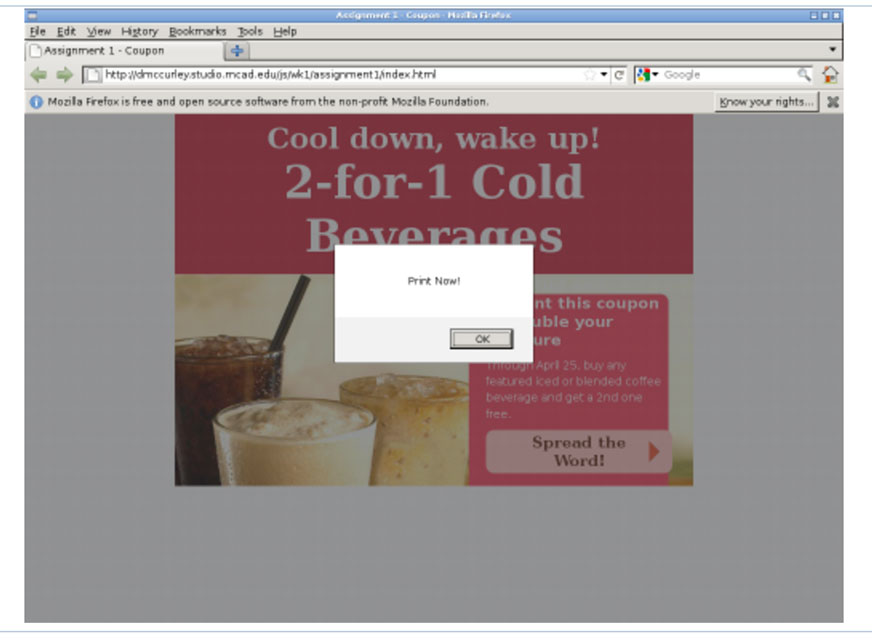 Assignment 1 - Coupon - Mozilla Firefox
File Edit View History Bookmarks Tools Help
Assignment 1 - Coupon
http://dmccurley.studio.mcad.edu/js/wk1/assignment1/index.html
Google
Mozilla Firefox is free and open source software from the non-profit Mozilla Foundation.
Know your rights...
Cool down, wake up!
2-for-1 Cold
Beverages
Print Now!
OK
nt this coupon
uble your
ure
Through April 25, buy any
featured iced or blended coffee
beverage and get a 2nd one
free.
Spread the
Word!